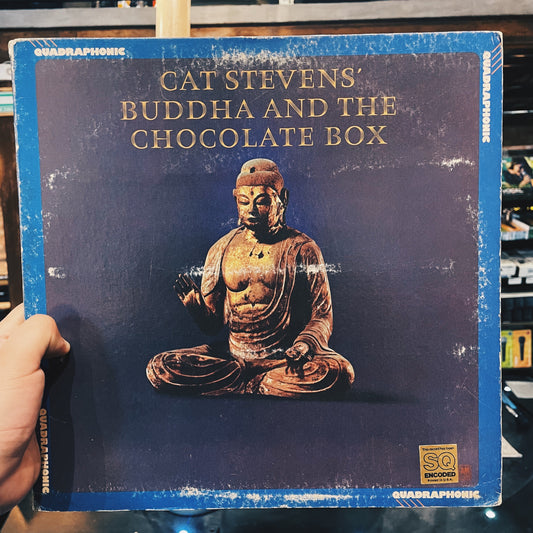 QUADRAPHONIC
QUADRAPHONIC
CAT STEVENS'
BUDDHA AND THE
CHOCOLATE BOX
QUADRAPHONIC
SQ
ENCODED
QUADRAPHONIC